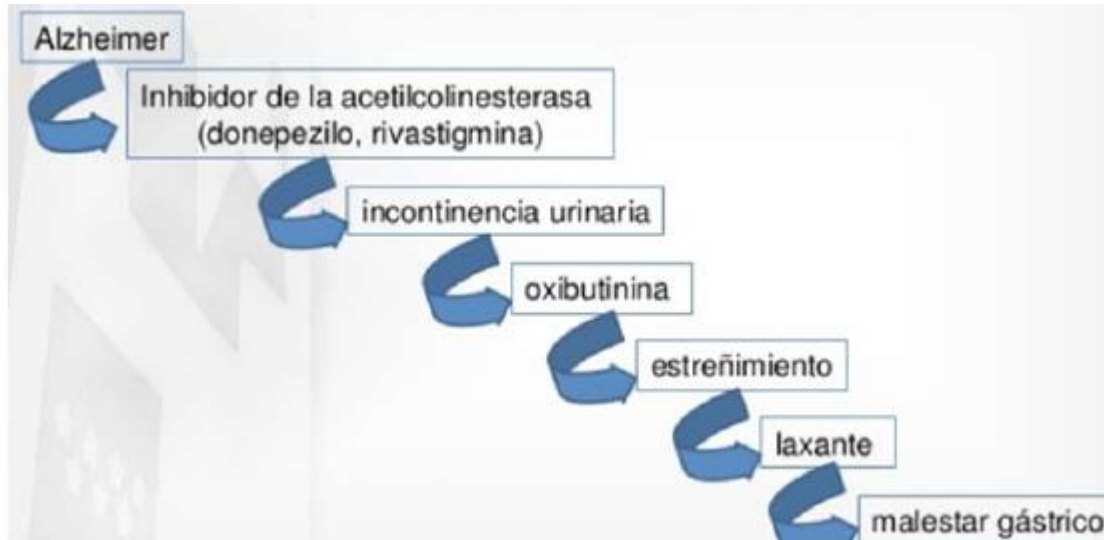 Alzheimer
Inhibidor de la acetilcolinesterasa
(donepezilo, rivastigmina)
incontinencia urinaria
oxibutinina
estreñimiento
laxante
malestar gástrico